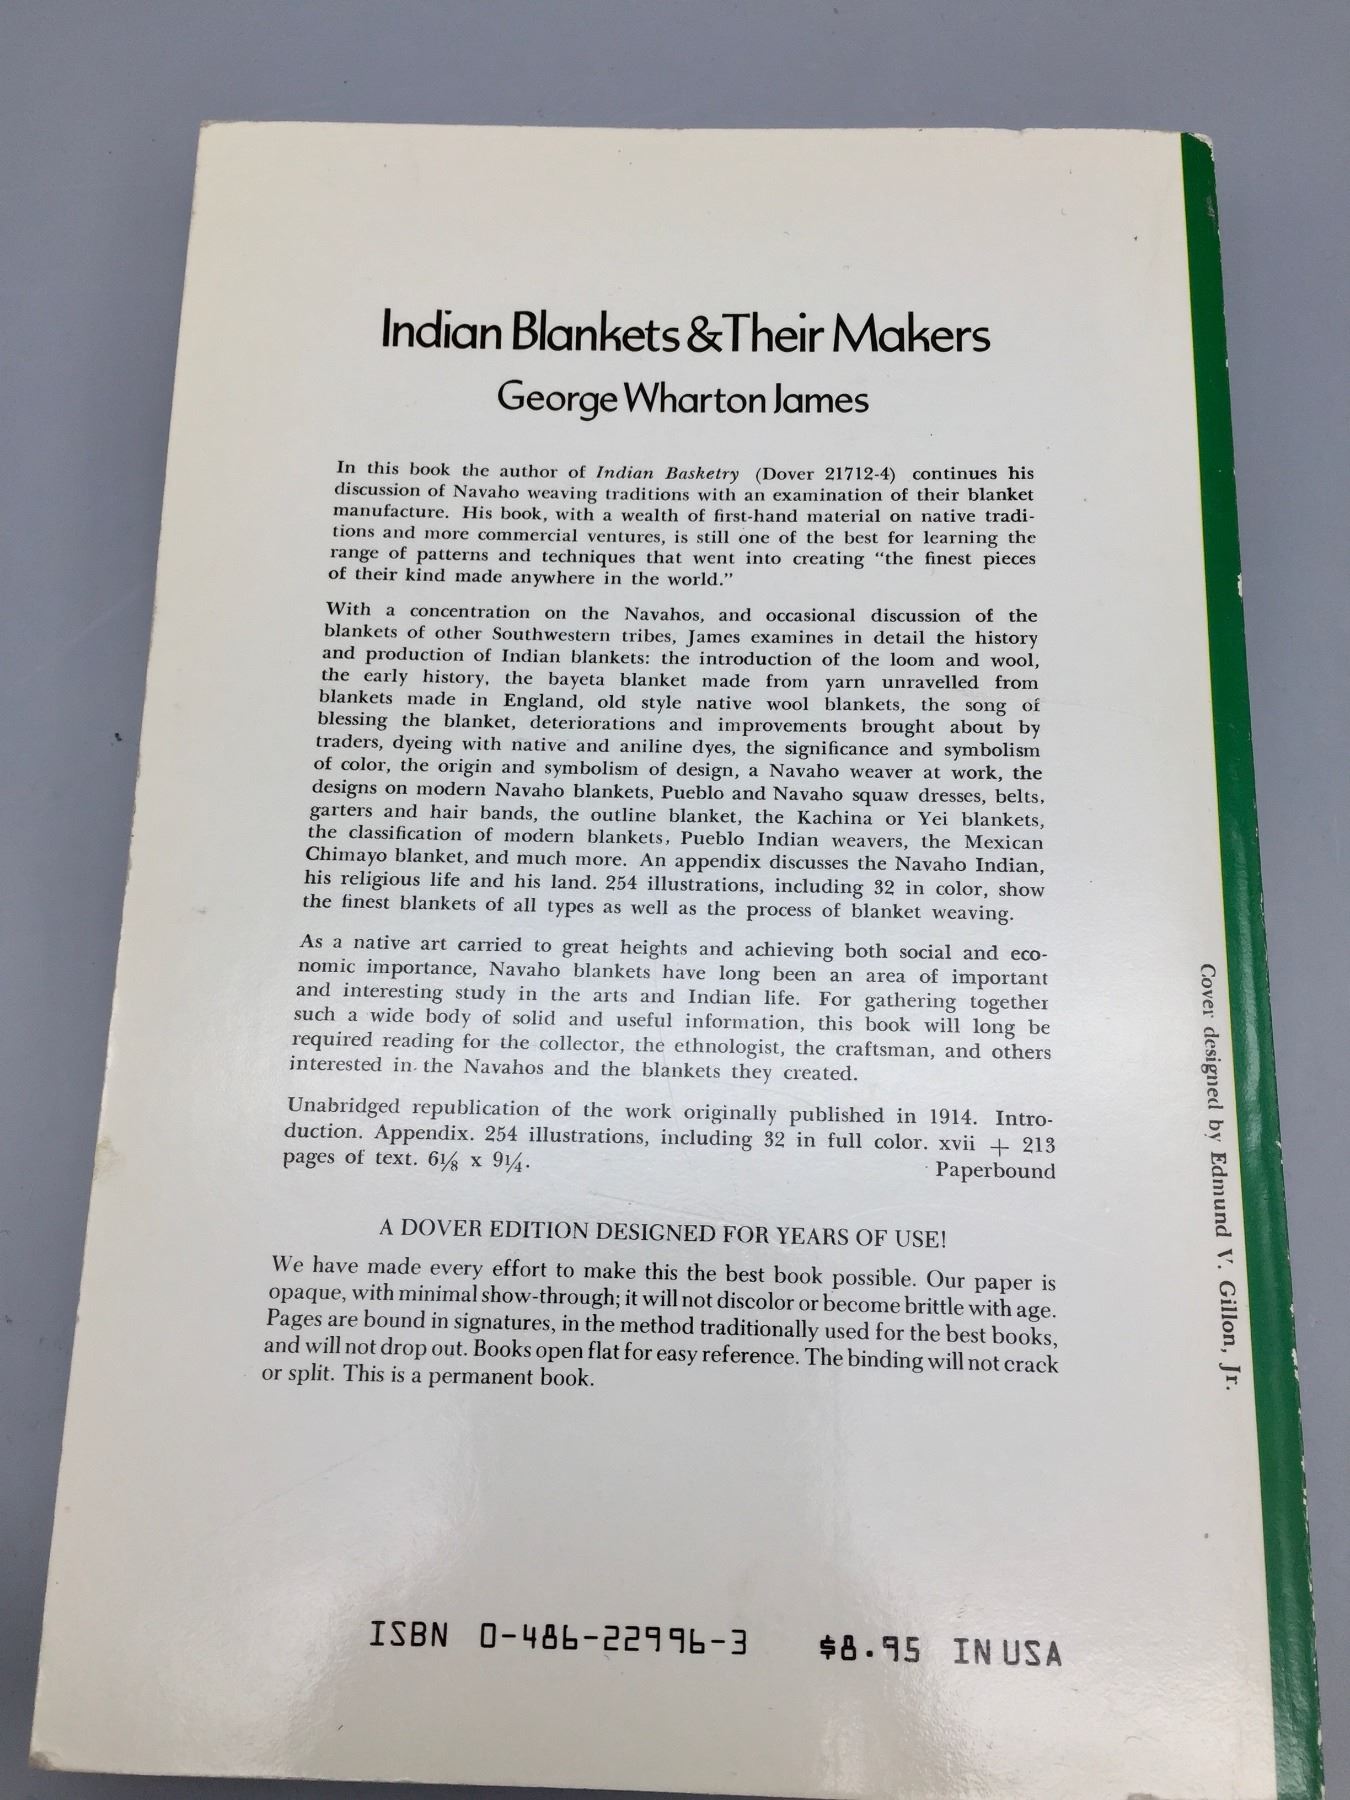 Indian Blankets & Their Makers
George Wharton James
In this book the author of Indian Basketry (Dover 21712-4) continues his
discussion of Navaho weaving traditions with an examination of their blanket
manufacture. His book, with a wealth of first-hand material on native tradi-
tions and more commercial ventures, is still one of the best for learning the
range of patterns and techniques that went into creating "the finest pieces
of their kind made anywhere in the world."
With a concentration on the Navahos, and occasional discussion of the
blankets of other Southwestern tribes, James examines in detail the history
and production of Indian blankets: the introduction of the loom and wool,
the early history, the bayeta blanket made from yarn unravelled from
blankets made in England, old style native wool blankets, the song of
blessing the blanket, deteriorations and improvements brought about by
traders, dyeing with native and aniline dyes, the significance and symbolism
of color, the origin and symbolism of design, a Navaho weaver at work, the
designs on modern Navaho blankets, Pueblo and Navaho squaw dresses, belts,
garters and hair bands, the outline blanket, the Kachina or Yei blankets,
the classification of modern blankets, Pueblo Indian weavers, the Mexican
Chimayo blanket, and much more. An appendix discusses the Navaho Indian,
his religious life and his land. 254 illustrations, including 32 in color, show
the finest blankets of all types as well as the process of blanket weaving.
As a native art carried to great heights and achieving both social and eco-
nomic importance, Navaho blankets have long been an area of important
and interesting study in the arts and Indian life. For gathering together
such a wide body of solid and useful information, this book will long be
required reading for the collector, the ethnologist, the craftsman, and others
interested in the Navahos and the blankets they created.
Unabridged republication of the work originally published in 1914. Intro-
duction. Appendix. 254 illustrations, including 32 in full color. xvii + 213
pages of text. 6⅛ x 9¼. Paperbound
A DOVER EDITION DESIGNED FOR YEARS OF USE!
We have made every effort to make this the best book possible. Our paper is
opaque, with minimal show-through; it will not discolor or become brittle with age.
Pages are bound in signatures, in the method traditionally used for the best books,
and will not drop out. Books open flat for easy reference. The binding will not crack
or split. This is a permanent book.
ISBN 0-486-22996-3 $8.95 IN USA
Cover designed by Edmund V. Gillon, Jr.